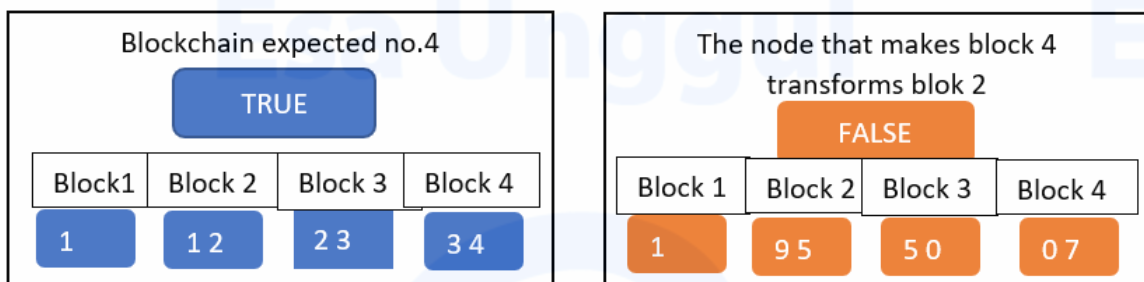 Esa Unggul
Blockchain expected no.4
TRUE
Block1 Block 2 Block 3 Block 4
1 1 2 2 3 3 4
The node that makes block 4
transforms blok 2
FALSE
Block 1 Block 2 Block 3 Block 4
1 9 5 5 0 0 7